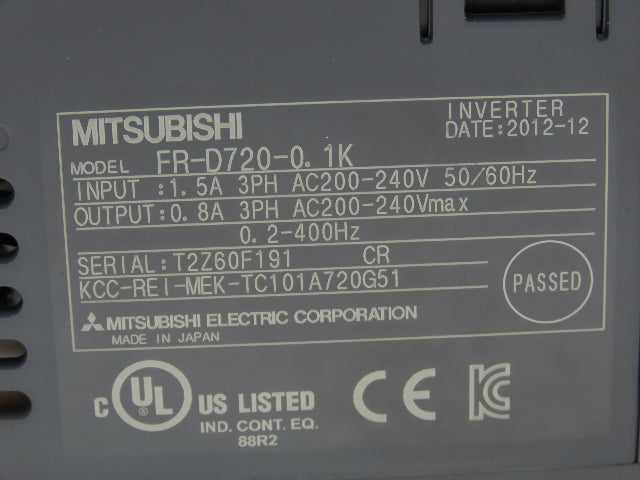 MITSUBISHI
INVERTER
DATE:2012-12
MODEL FR-D720-0.1K
INPUT :1.5A 3PH AC200-240V 50/60Hz
OUTPUT:0.8A 3PH AC200-240Vmax
0.2-400Hz
SERIAL:T2Z60F191 CR
KCC-REI-MEK-TC101A720G51
PASSED
MITSUBISHI ELECTRIC CORPORATION
MADE IN JAPAN
C UL US LISTED
IND. CONT. EQ.
88R2
CE